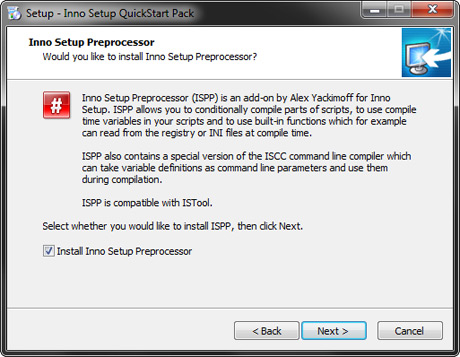 Setup - Inno Setup QuickStart Pack
Inno Setup Preprocessor
Would you like to install Inno Setup Preprocessor?
#
Inno Setup Preprocessor (ISPP) is an add-on by Alex Yackimoff for Inno
Setup. ISPP allows you to conditionally compile parts of scripts, to use compile
time variables in your scripts and to use built-in functions which for example
can read from the registry or INI files at compile time.
ISPP also contains a special version of the ISCC command line compiler which
can take variable definitions as command line parameters and use them
during compilation.
ISPP is compatible with ISTool.
Select whether you would like to install ISPP, then click Next.
Install Inno Setup Preprocessor
< Back Next > Cancel